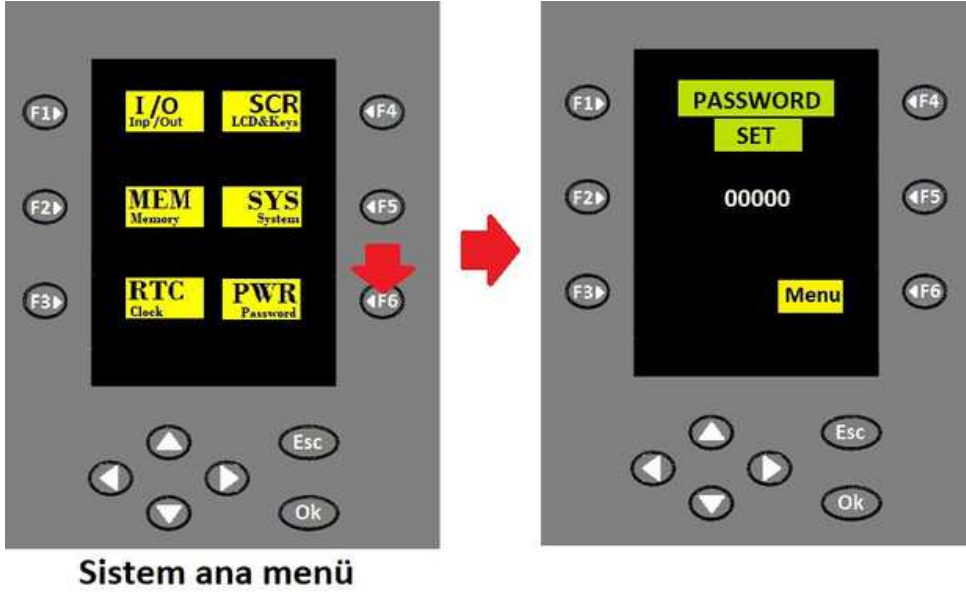 F1
I/O
Inp/Out
SCR
LCD&Keys
F4
F2
MEM
Memory
SYS
System
F5
F3
RTC
Clock
PWR
Password
F6
Esc
Ok
Sistem ana menü
F1
PASSWORD
SET
F4
F2
00000
F5
F3
Menu
F6
Esc
Ok